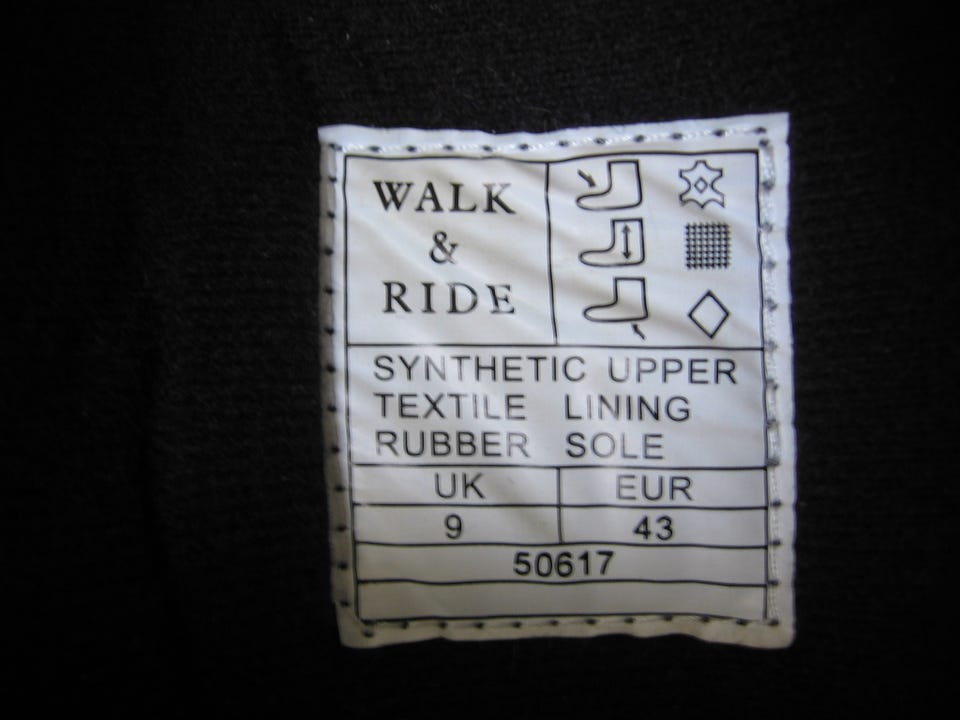 WALK
&
RIDE
SYNTHETIC UPPER
TEXTILE LINING
RUBBER SOLE
UK EUR
9 43
50617